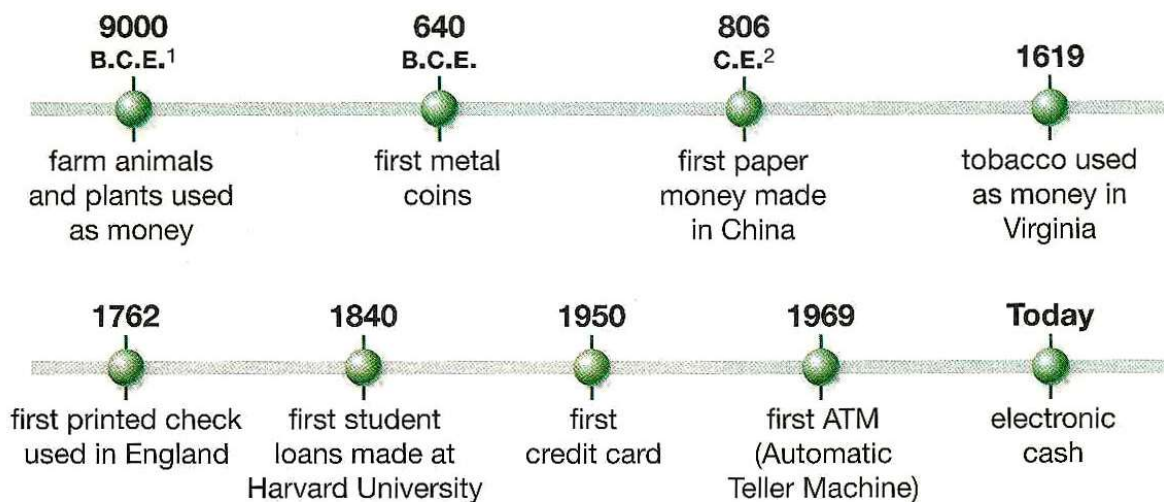 9000 640 806 1619
B.C.E.¹ B.C.E. C.E.²
farm animals first metal first paper tobacco used
and plants used coins money made as money in
as money in China Virginia
1762 1840 1950 1969 Today
first printed check first student first first ATM electronic
used in England loans made at credit card (Automatic cash
Harvard University Teller Machine)